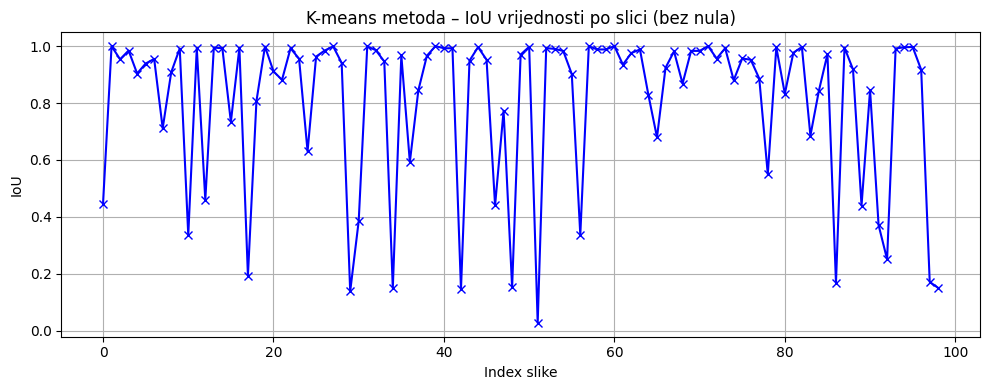 K-means metoda – IoU vrijednosti po slici (bez nula)
1.0
0.8
0.6
0.4
0.2
0.0
IoU
0 20 40 60 80 100
Index slike